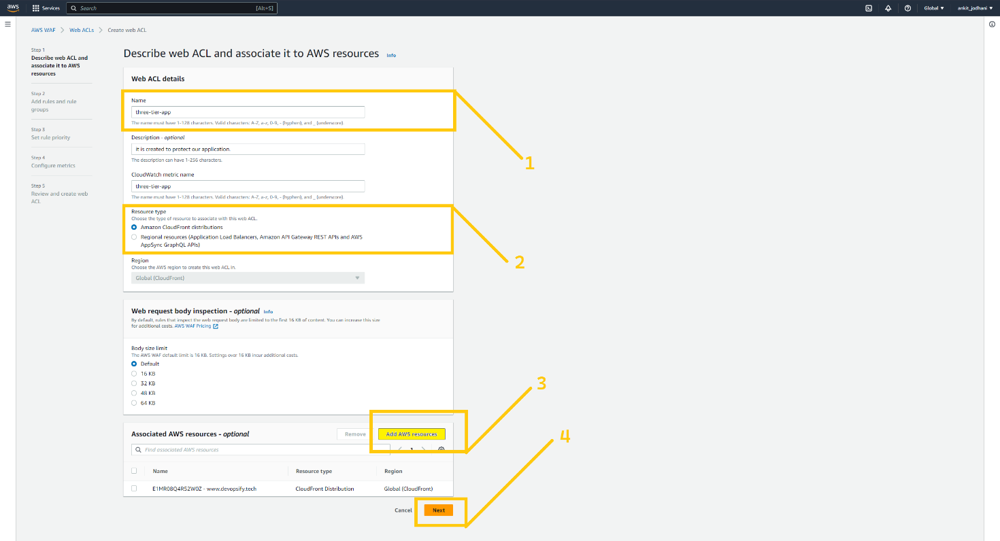 aws
Services
Search
[Alt+S]
Global
ankit_jodhani
AWS WAF
Web ACLs
Create web ACL
Step 1
Describe web ACL and
associate it to AWS
resources
Step 2
Add rules and rule
groups
Step 3
Set rule priority
Step 4
Configure metrics
Step 5
Review and create web
ACL
Describe web ACL and associate it to AWS resources
Info
Web ACL details
Name
three-tier-app
The name must have 1-128 characters. Valid characters: A-Z, a-z, 0-9, - (hyphen), and _ (underscore).
1
Description - optional
it is created to protect our application.
The description can have 1-256 characters.
CloudWatch metric name
three-tier-app
The name must have 1-128 characters. Valid characters: A-Z, a-z, 0-9, - (hyphen), and _ (underscore).
Resource type
Choose the type of resource to associate with this web ACL.
Amazon CloudFront distributions
Regional resources (Application Load Balancers, Amazon API Gateway REST APIs and AWS
AppSync GraphQL APIs)
2
Region
Choose the AWS region to create this web ACL in.
Global (CloudFront)
Web request body inspection - optional
Info
By default, rules that inspect the web request body are limited to the first 16 KB of content. You can increase this size
for additional costs. AWS WAF Pricing
Body size limit
The AWS WAF default limit is 16 KB. Settings over 16 KB incur additional costs.
Default
16 KB
32 KB
48 KB
64 KB
3
Associated AWS resources - optional
Remove
Add AWS resources
4
Find associated AWS resources
1
Name
Resource type
Region
E1MR08Q4R52W0Z - www.devopsify.tech
CloudFront Distribution
Global (CloudFront)
Cancel
Next